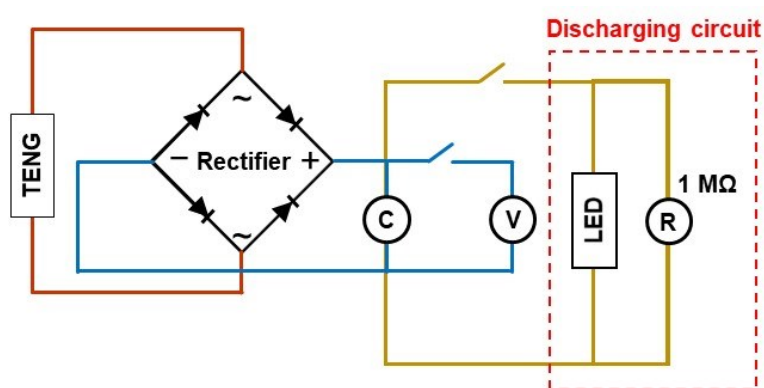 Discharging circuit
~
TENG
− Rectifier +
~
C
V
LED
R
1 MΩ